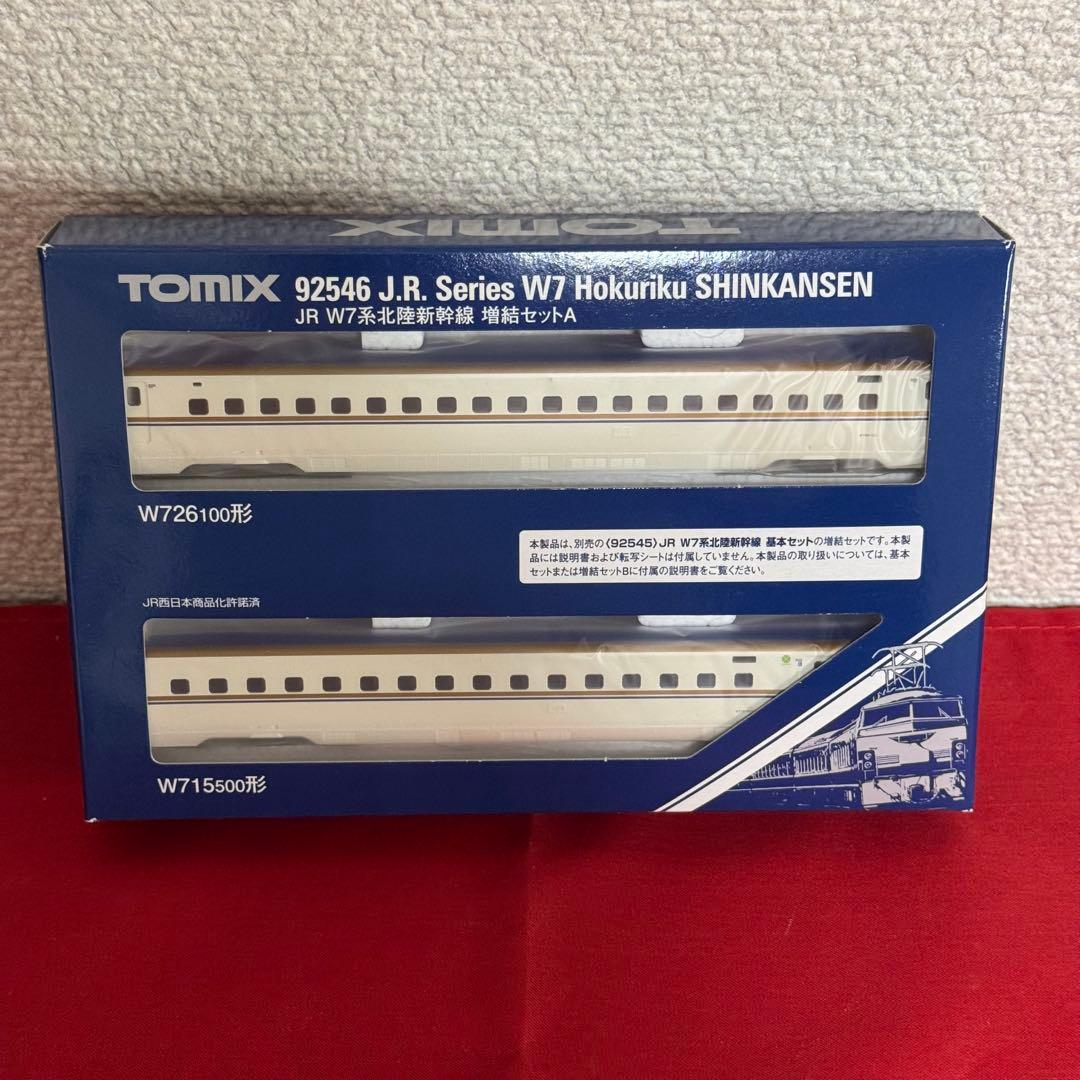 TOMIX
TOMIX 92546 J.R. Series W7 Hokuriku SHINKANSEN
JR W7系北陸新幹線 増結セットA
W726100形
本製品は、別売の〈92545〉JR W7系北陸新幹線 基本セットの増結セットです。本製
品には説明書および転写シートは付属していません。本製品の取り扱いについては、基本
セットまたは増結セットBに付属の説明書をご覧ください。
JR西日本商品化許諾済
W715500形